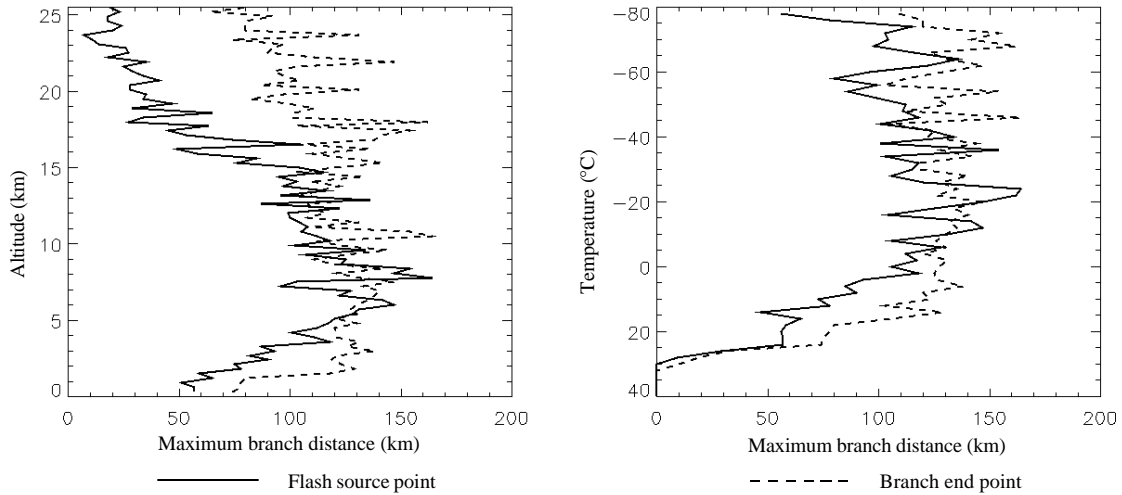 25
20
15
10
5
0
Altitude (km)
0 50 100 150 200
Maximum branch distance (km)
−80
−60
−40
−20
0
20
40
Temperature (°C)
0 50 100 150 200
Maximum branch distance (km)
Flash source point
Branch end point